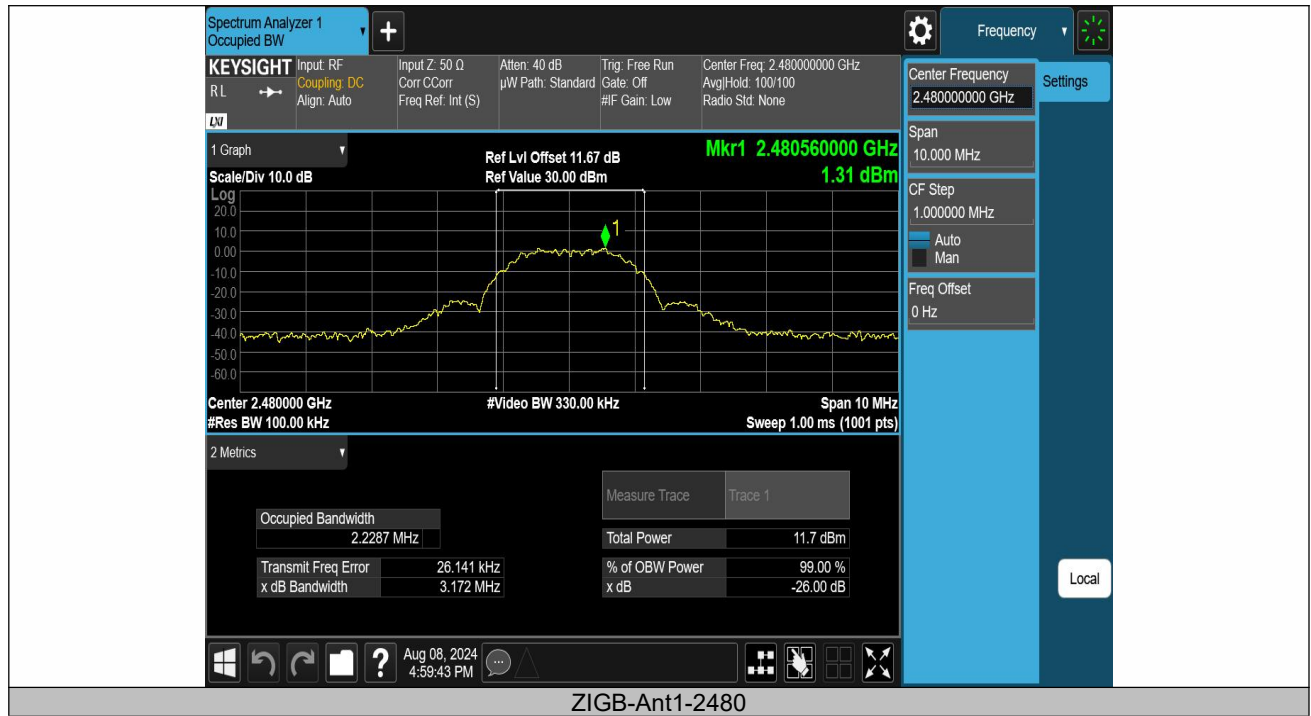 Spectrum Analyzer 1
Occupied BW
+
Frequency
KEYSIGHT
R L
LXI
Input: RF
Coupling: DC
Align: Auto
Input Z: 50 Ω
Corr CCorr
Freq Ref: Int (S)
Atten: 40 dB
µW Path: Standard
Trig: Free Run
Gate: Off
#IF Gain: Low
Center Freq: 2.480000000 GHz
Avg|Hold: 100/100
Radio Std: None
Center Frequency
2.480000000 GHz
Settings
Span
10.000 MHz
CF Step
1.000000 MHz
Auto
Man
Freq Offset
0 Hz
Local
1 Graph
Scale/Div 10.0 dB
Ref Lvl Offset 11.67 dB
Ref Value 30.00 dBm
Mkr1 2.480560000 GHz
1.31 dBm
Log
20.0
10.0
0.00
-10.0
-20.0
-30.0
-40.0
-50.0
-60.0
1
Center 2.480000 GHz
#Res BW 100.00 kHz
#Video BW 330.00 kHz
Span 10 MHz
Sweep 1.00 ms (1001 pts)
2 Metrics
Measure Trace Trace 1
Occupied Bandwidth
2.2287 MHz
Total Power 11.7 dBm
Transmit Freq Error 26.141 kHz
% of OBW Power 99.00 %
x dB Bandwidth 3.172 MHz
x dB -26.00 dB
?
Aug 08, 2024
4:59:43 PM
ZIGB-Ant1-2480